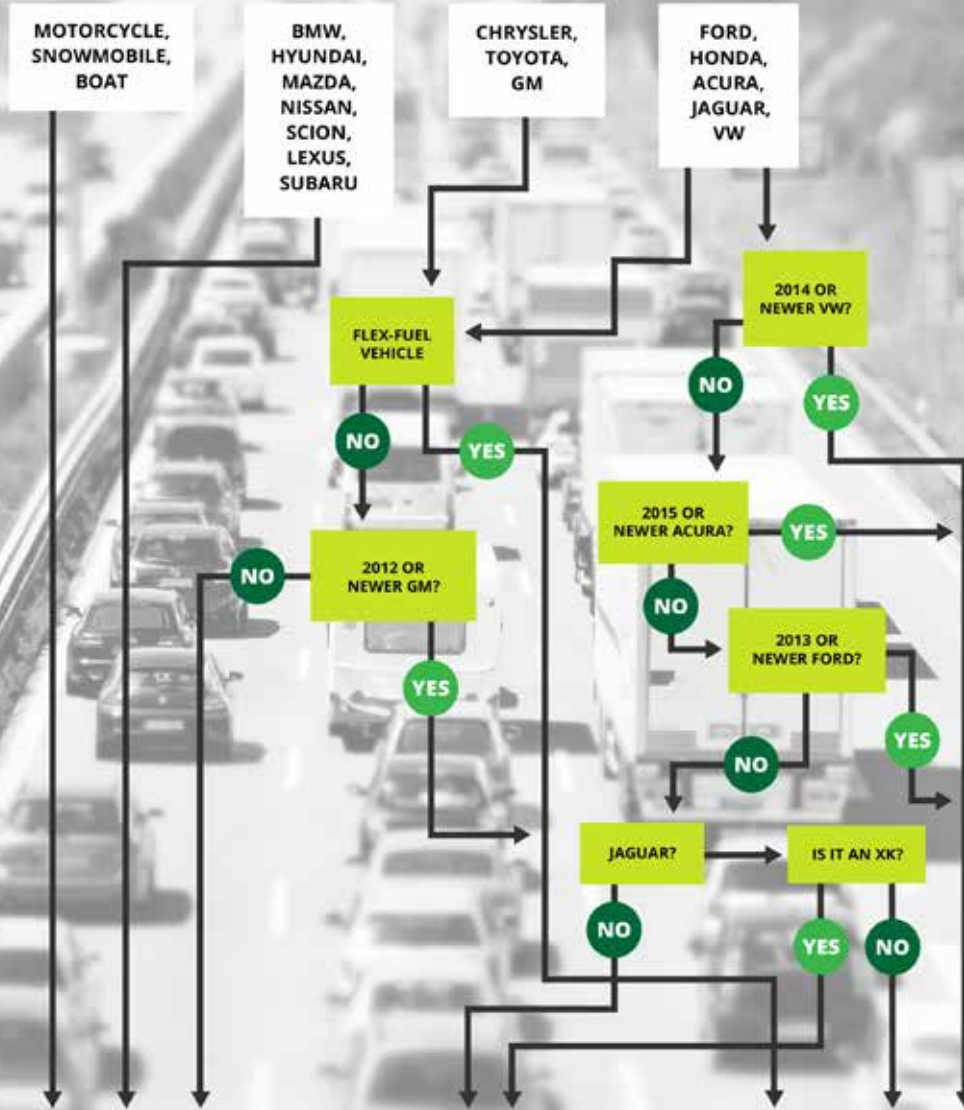 MOTORCYCLE,
SNOWMOBILE,
BOAT
BMW,
HYUNDAI,
MAZDA,
NISSAN,
SCION,
LEXUS,
SUBARU
CHRYSLER,
TOYOTA,
GM
FORD,
HONDA,
ACURA,
JAGUAR,
VW
2014 OR
NEWER VW?
FLEX-FUEL
VEHICLE
NO
YES
NO
YES
2015 OR
NEWER ACURA?
YES
2012 OR
NEWER GM?
NO
NO
2013 OR
NEWER FORD?
YES
YES
NO
JAGUAR?
IS IT AN XK?
NO
YES
NO